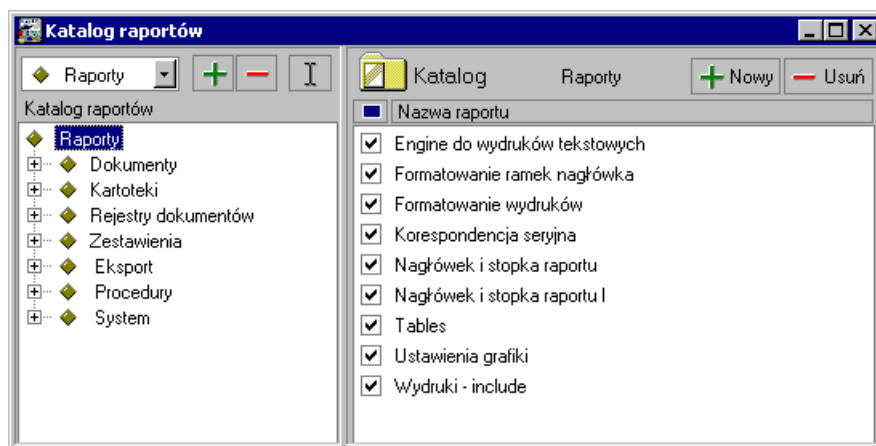 Katalog raportów
Raporty
Katalog raportów
Raporty
Dokumenty
Kartoteki
Rejestry dokumentów
Zestawienia
Eksport
Procedury
System
Katalog Raporty Nowy Usuń
Nazwa raportu
Engine do wydruków tekstowych
Formatowanie ramek nagłówka
Formatowanie wydruków
Korespondencja seryjna
Nagłówek i stopka raportu
Nagłówek i stopka raportu I
Tables
Ustawienia grafiki
Wydruki - include